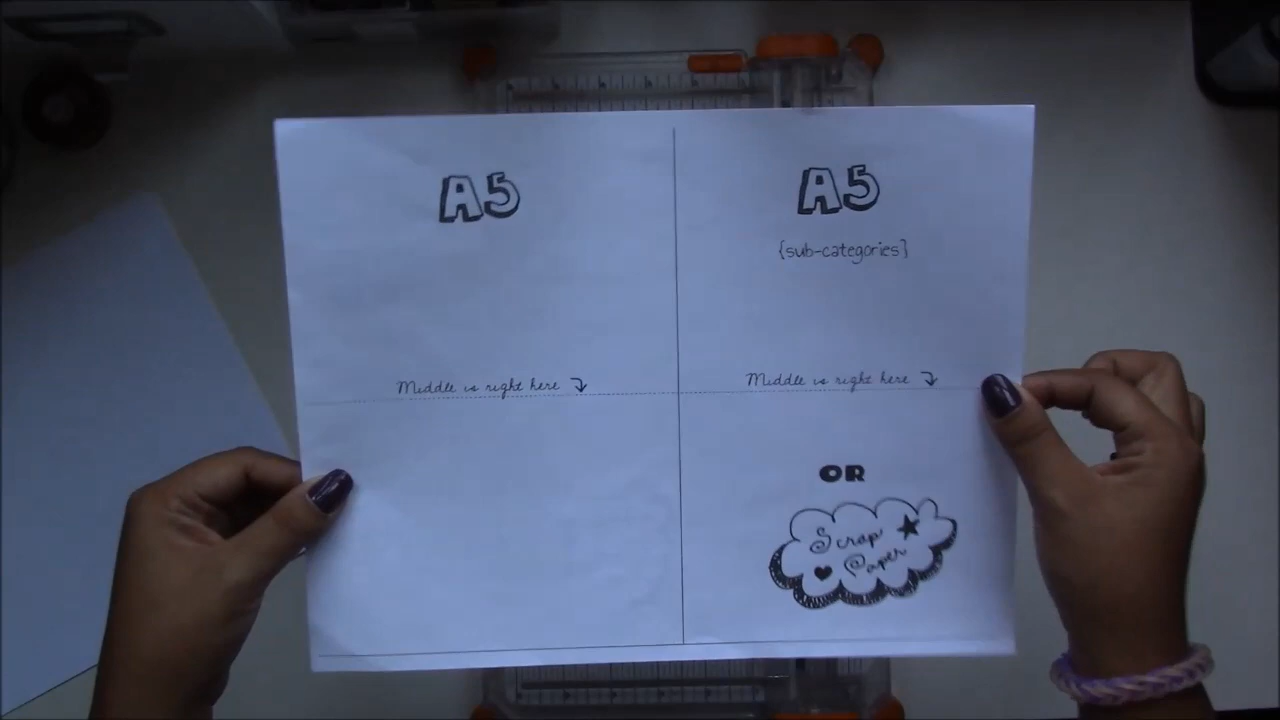 A5
A5
{sub-categories}
Middle is right here
Middle is right here
OR
Scrap
Paper